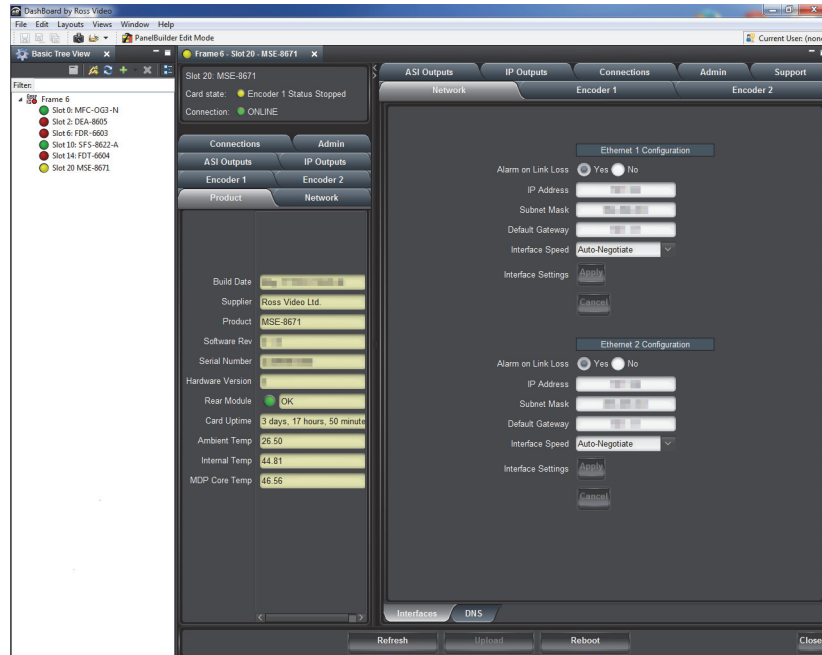 DashBoard by Ross Video
File Edit Layouts Views Window Help
PanelBuilder Edit Mode
Current User: (none
Basic Tree View
Filter:
Frame 6
Slot 0: MFC-OG3-N
Slot 2: DEA-8605
Slot 6: FDR-6603
Slot 10: SFS-8622-A
Slot 14: FDT-6604
Slot 20 MSE-8671
Frame 6 - Slot 20 - MSE-8671
Slot 20: MSE-8671
Card state: Encoder 1 Status Stopped
Connection: ONLINE
Connections Admin
ASI Outputs IP Outputs
Encoder 1 Encoder 2
Product Network
Build Date
Supplier Ross Video Ltd.
Product MSE-8671
Software Rev
Serial Number
Hardware Version
Rear Module OK
Card Uptime 3 days, 17 hours, 50 minute
Ambient Temp 26.50
Internal Temp 44.81
MDP Core Temp 46.56
ASI Outputs IP Outputs Connections Admin Support
Network Encoder 1 Encoder 2
Ethernet 1 Configuration
Alarm on Link Loss Yes No
IP Address
Subnet Mask
Default Gateway
Interface Speed Auto-Negotiate
Interface Settings Apply
Cancel
Ethernet 2 Configuration
Alarm on Link Loss Yes No
IP Address
Subnet Mask
Default Gateway
Interface Speed Auto-Negotiate
Interface Settings Apply
Cancel
Interfaces DNS
Refresh Upload Reboot Close